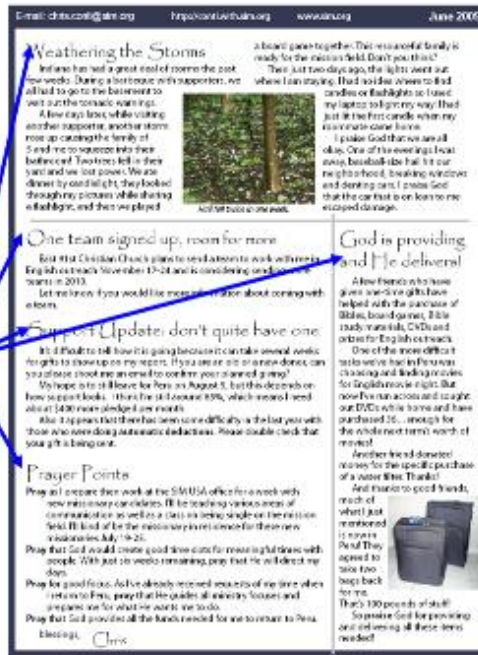 E-mail: chris.conti@sim.org http://conti.withsim.org www.sim.org June 2009
Weathering the Storms
Indiana has had a great deal of storms the past
few weeks. During a barbeque with supporters, we
all had to go to the basement to
wait out the tornado warnings.
A few days later, while visiting
another supporter, another storm
rose up causing the family of
5 and me to squeeze into their
bathroom! Two trees fell in their
yard and we lost power. We ate
dinner by candlelight, they looked
through my pictures while sharing
a flashlight, and then we played
a board game together. This resourceful family is
ready for the mission field. Don't you think?
Then just two days ago, the lights went out
where I am staying. I had no idea where to find
candles or flashlights so I used
my laptop to light my way. I had
just lit the first candle when my
roommate came home.
I praise God that we are all
okay. One of the evenings I was
away, baseball-size hail hit our
neighborhood, breaking windows
and denting cars. I praise God
that the car that is on loan to me
escaped damage.
Hail fell twice in one week.
One team signed up, room for more
East 91st Christian Church plans to send a team to work with me in
English outreach November 17-24 and is considering sending
teams in 2010.
Let me know if you would like more information about coming with
a team.
Support Update: don't quite have one
It's difficult to tell how it is going because it can take several weeks
for gifts to show up on my report. If you are an old or a new donor, can
you please shoot me an email to confirm your planned giving?
My hope is to still leave for Peru on August 5, but this depends on
how support looks. I think I'm still around 83%, which means I need
about $400 more pledged per month.
Also it appears that there has been some difficulty in the last year with
those who were doing automatic deductions. Please double check that
your gift is being sent.
Prayer Points
Pray as I prepare then work at the SIM USA office for a week with
new missionary candidates. I'll be teaching various areas of
communication as well as a class on being single on the mission
field. I'll kind of be the missionary in residence for these new
missionaries July 19-25.
Pray that God would create good time slots for meaningful times with
people. With just six weeks remaining, pray that He will direct my
days.
Pray for good focus. As I've already received requests of my time when
I return to Peru, pray that He guides all ministry focuses and
prepares me for what He wants me to do.
Pray that God provides all the funds needed for me to return to Peru.
blessings, Chris
God is providing
and He delivers!
A few friends who have
given one-time gifts have
helped with the purchase of
Bibles, board games, Bible
study materials, DVDs and
prizes for English outreach.
One of the more difficult
tasks we've had in Peru was
choosing and finding movies
for English movie night. But
now I've run across and sought
out DVDs while home and have
purchased 36... enough for
the whole next term's worth of
movies!
Another friend donated
money for the specific purchase
of a water filter. Thanks!
And thanks to good friends,
much of
what I just
mentioned
is now in
Peru! They
agreed to
take two
bags back
for me.
That's 100 pounds of stuff!
So praise God for providing
and delivering all these items
needed!